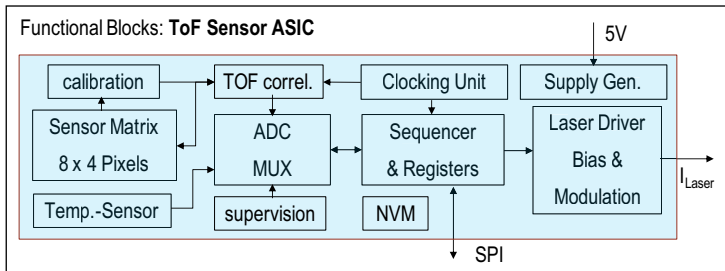 Functional Blocks: ToF Sensor ASIC
5V
calibration
TOF correl.
Clocking Unit
Supply Gen.
Sensor Matrix
8 x 4 Pixels
ADC
MUX
Sequencer
& Registers
Laser Driver
Bias &
Modulation
I Laser
Temp.-Sensor
supervision
NVM
SPI